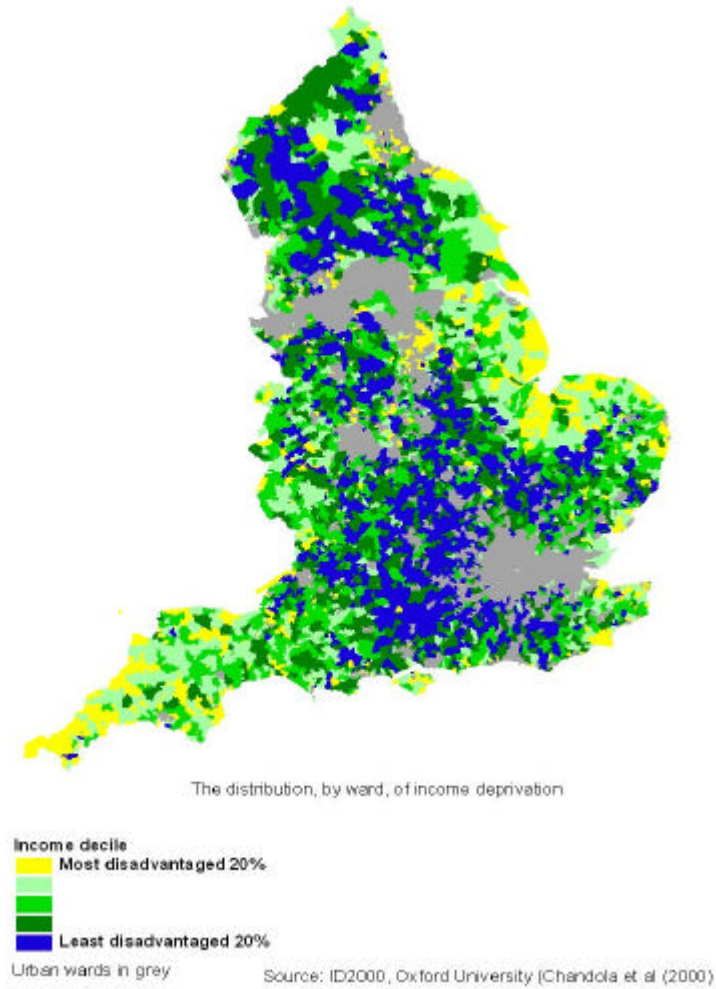 The distribution, by ward, of income deprivation
Income decile
Most disadvantaged 20%
Least disadvantaged 20%
Urban wards in grey
Source: ID2000, Oxford University (Chandola et al (2000)